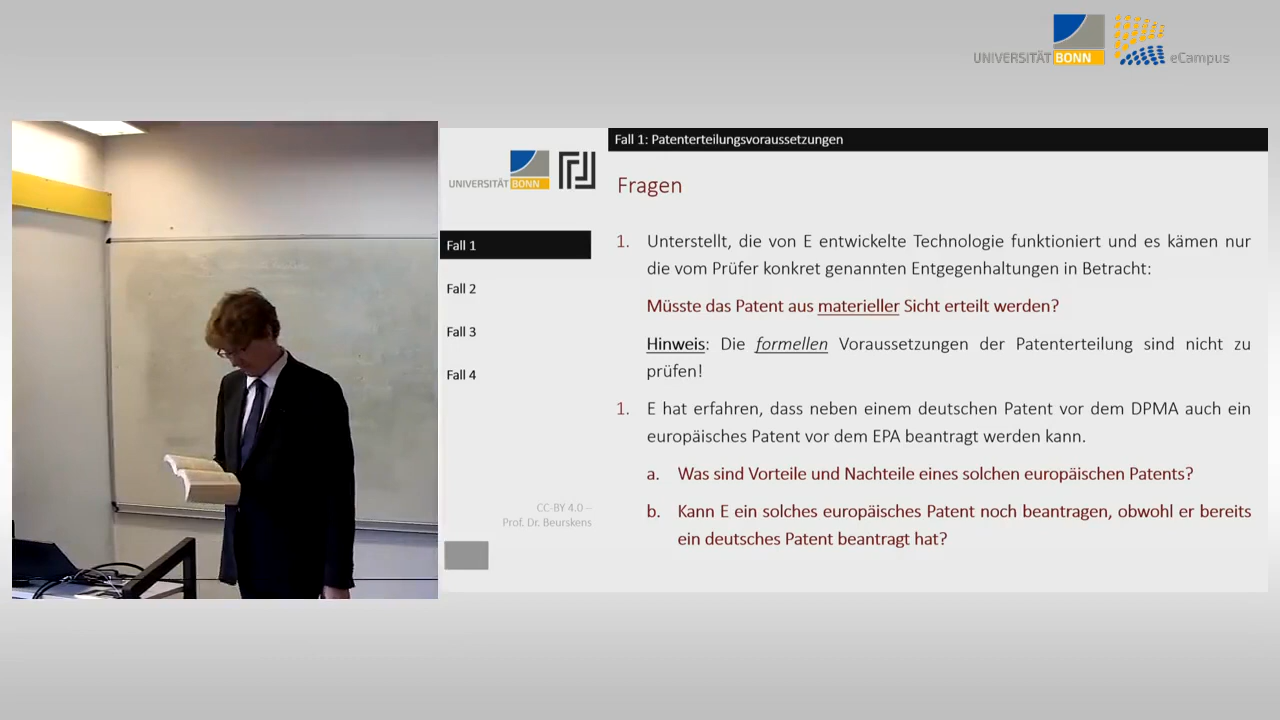 UNIVERSITÄT BONN
eCampus
Fall 1: Patenterteilungsvoraussetzungen
UNIVERSITÄT BONN
Fall 1
Fall 2
Fall 3
Fall 4
CC-BY 4.0 –
Prof. Dr. Beurskens
Fragen
1. Unterstellt, die von E entwickelte Technologie funktioniert und es kämen nur
die vom Prüfer konkret genannten Entgegenhaltungen in Betracht:
Müsste das Patent aus materieller Sicht erteilt werden?
Hinweis: Die formellen Voraussetzungen der Patenterteilung sind nicht zu
prüfen!
1. E hat erfahren, dass neben einem deutschen Patent vor dem DPMA auch ein
europäisches Patent vor dem EPA beantragt werden kann.
a. Was sind Vorteile und Nachteile eines solchen europäischen Patents?
b. Kann E ein solches europäisches Patent noch beantragen, obwohl er bereits
ein deutsches Patent beantragt hat?